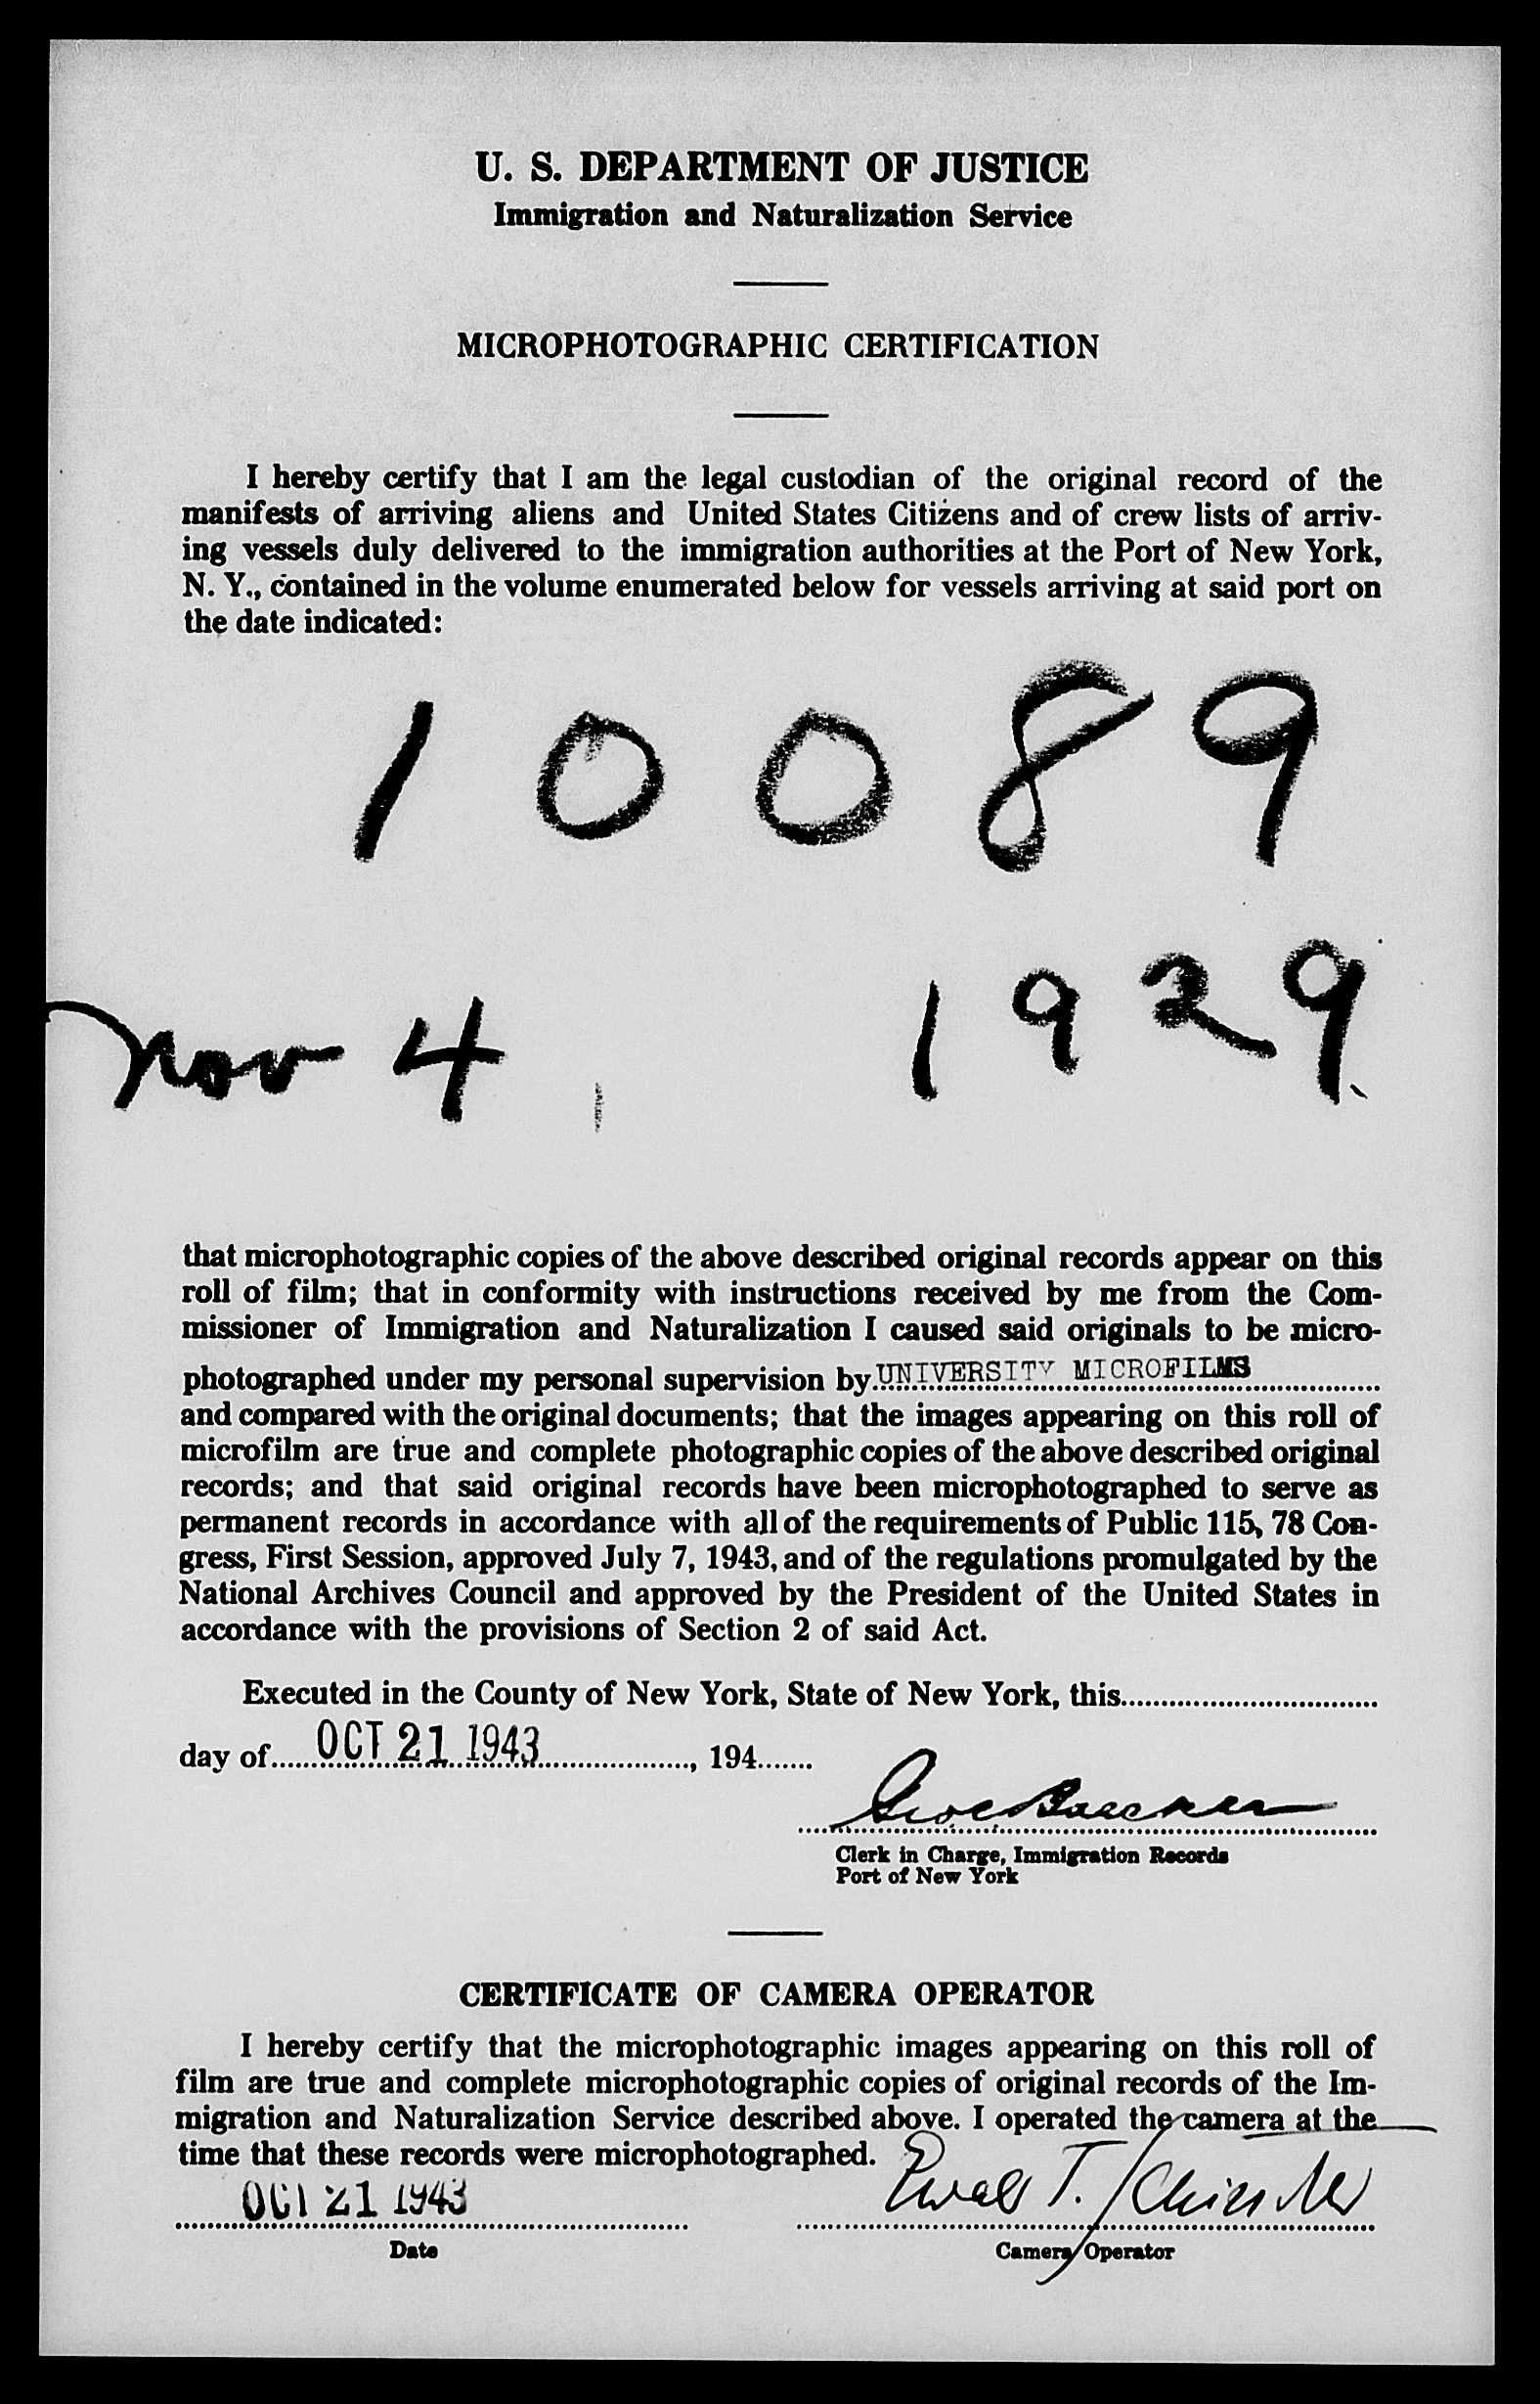 U. S. DEPARTMENT OF JUSTICE
Immigration and Naturalization Service
MICROPHOTOGRAPHIC CERTIFICATION
I hereby certify that I am the legal custodian of the original record of the
manifests of arriving aliens and United States Citizens and of crew lists of arriv-
ing vessels duly delivered to the immigration authorities at the Port of New York,
N. Y., contained in the volume enumerated below for vessels arriving at said port on
the date indicated:
10089
Nov 4 1929
that microphotographic copies of the above described original records appear on this
roll of film; that in conformity with instructions received by me from the Com-
missioner of Immigration and Naturalization I caused said originals to be micro-
photographed under my personal supervision by UNIVERSITY MICROFILMS
and compared with the original documents; that the images appearing on this roll of
microfilm are true and complete photographic copies of the above described original
records; and that said original records have been microphotographed to serve as
permanent records in accordance with all of the requirements of Public 115, 78 Con-
gress, First Session, approved July 7, 1943, and of the regulations promulgated by the
National Archives Council and approved by the President of the United States in
accordance with the provisions of Section 2 of said Act.
Executed in the County of New York, State of New York, this
day of OCT 21 1943, 194
Clerk in Charge, Immigration Records
Port of New York
CERTIFICATE OF CAMERA OPERATOR
I hereby certify that the microphotographic images appearing on this roll of
film are true and complete microphotographic copies of original records of the Im-
migration and Naturalization Service described above. I operated the camera at the
time that these records were microphotographed.
OCT 21 1943
Date
Camera Operator